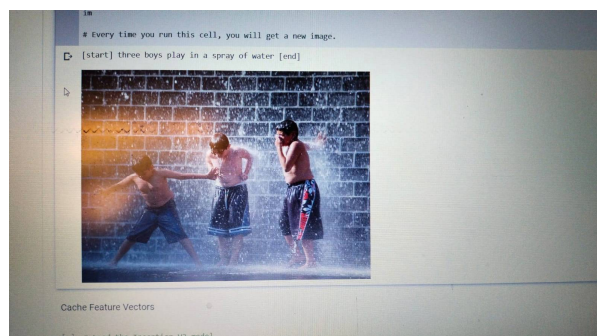 im
# Every time you run this cell, you will get a new image.
[start] three boys play in a spray of water [end]
Cache Feature Vectors